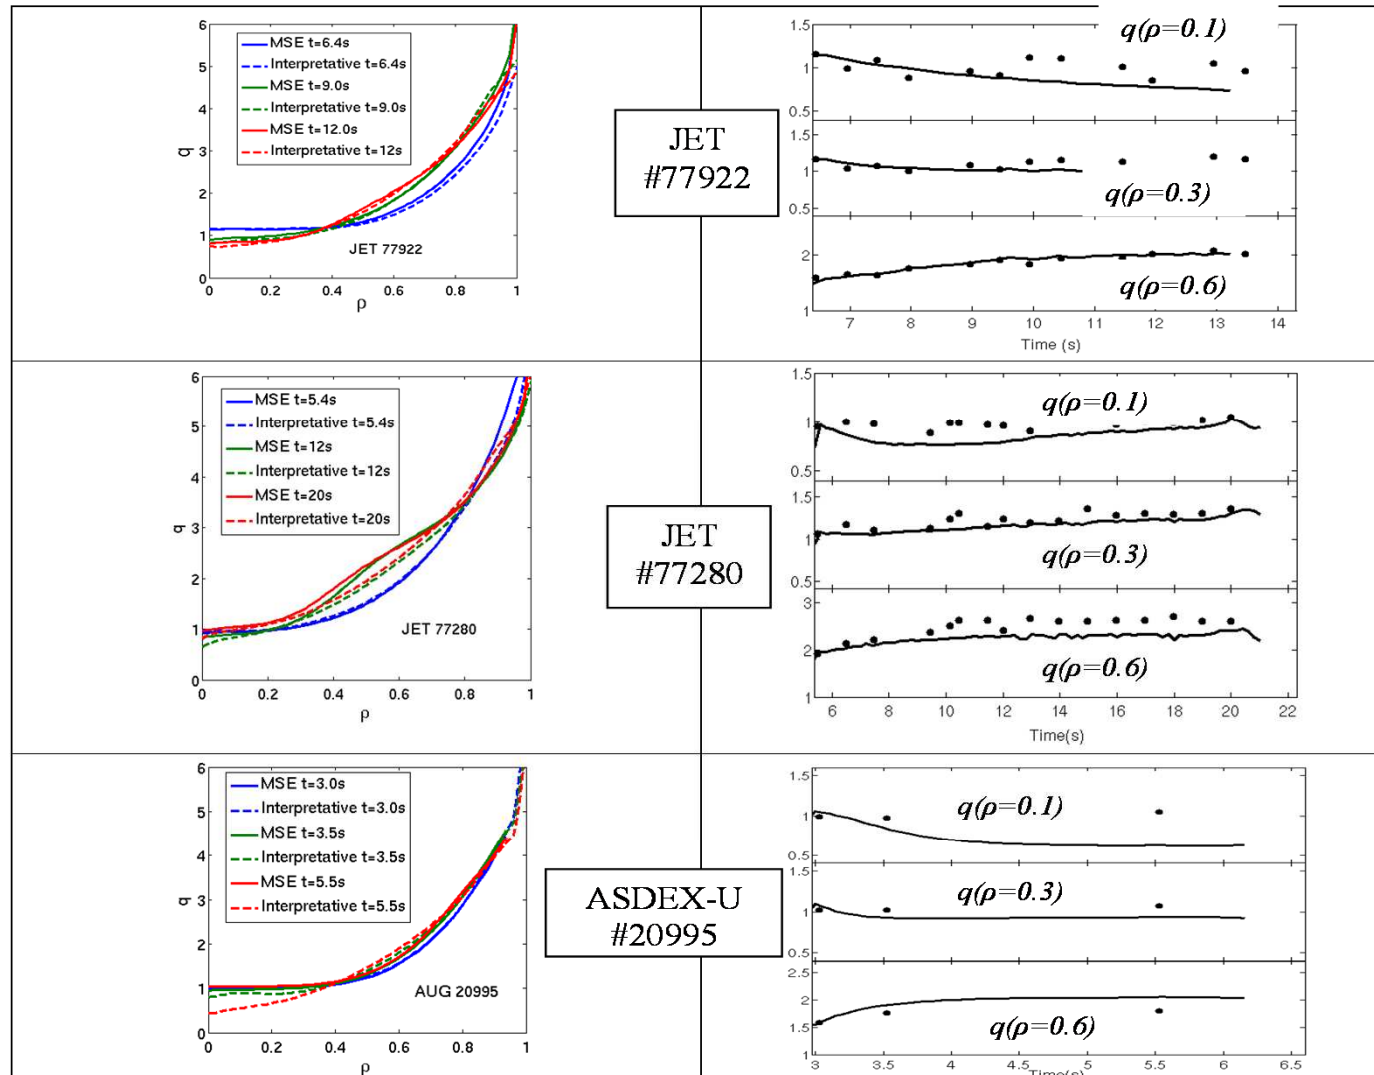 6
5
4
3
2
1
0
q
MSE t=6.4s
Interpretative t=6.4s
MSE t=9.0s
Interpretative t=9.0s
MSE t=12.0s
Interpretative t=12s
JET 77922
0 0.2 0.4 0.6 0.8 1
ρ
JET
#77922
1.5
1
0.5
q(ρ=0.1)
1.5
1
0.5
q(ρ=0.3)
2
1
q(ρ=0.6)
7 8 9 10 11 12 13 14
Time (s)
6
5
4
3
2
1
0
q
MSE t=5.4s
Interpretative t=5.4s
MSE t=12s
Interpretative t=12s
MSE t=20s
Interpretative t=20s
JET 77280
0 0.2 0.4 0.6 0.8 1
ρ
JET
#77280
1.5
1
0.5
q(ρ=0.1)
1.5
1
0.5
q(ρ=0.3)
3
2
1
q(ρ=0.6)
6 8 10 12 14 16 18 20 22
Time(s)
6
5
4
3
2
1
0
q
MSE t=3.0s
Interpretative t=3.0s
MSE t=3.5s
Interpretative t=3.5s
MSE t=5.5s
Interpretative t=5.5s
AUG 20995
0 0.2 0.4 0.6 0.8 1
ρ
ASDEX-U
#20995
1.5
1
0.5
q(ρ=0.1)
1.5
1
0.5
q(ρ=0.3)
2.5
2
1.5
1
q(ρ=0.6)
3 3.5 4 4.5 5 5.5 6 6.5
Time(s)